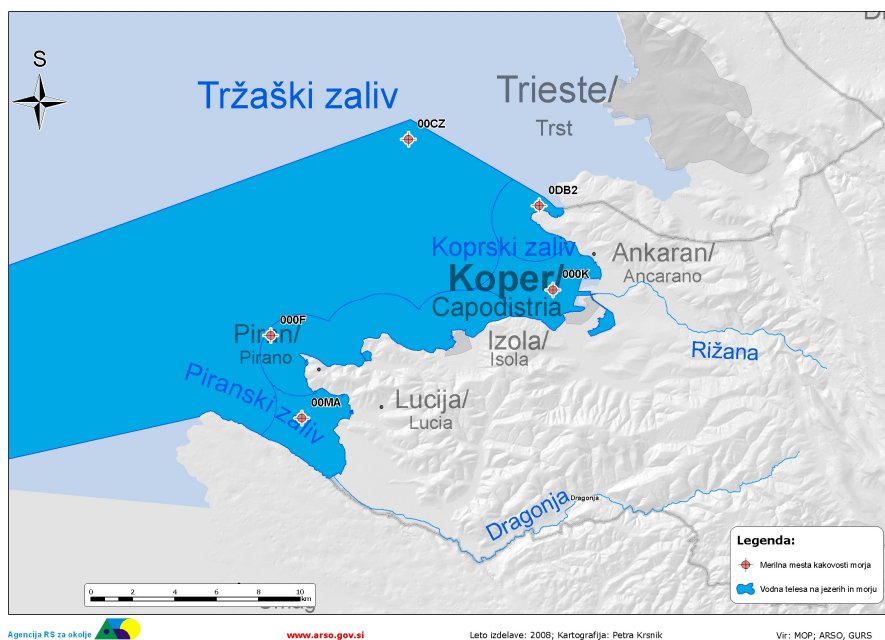 S
Tržaški zaliv
Trieste/
Trst
00CZ
0DB2
Koprski zaliv
Ankaran/
Ancarano
Koper/
000K
Capodistria
000F
Piran/
Pirano
Izola/
Isola
Rižana
Piranski zaliv
00MA
Lucija/
Lucia
Dragonja
Dragonja
Legenda:
Merilna mesta kakovosti morja
Vodna telesa na jezerih in morju
0 2 4 6 8 10
km
Agencija RS za okolje
www.arso.gov.si
Leto izdelave: 2008; Kartografija: Petra Krsnik
Vir: MOP; ARSO, GURS